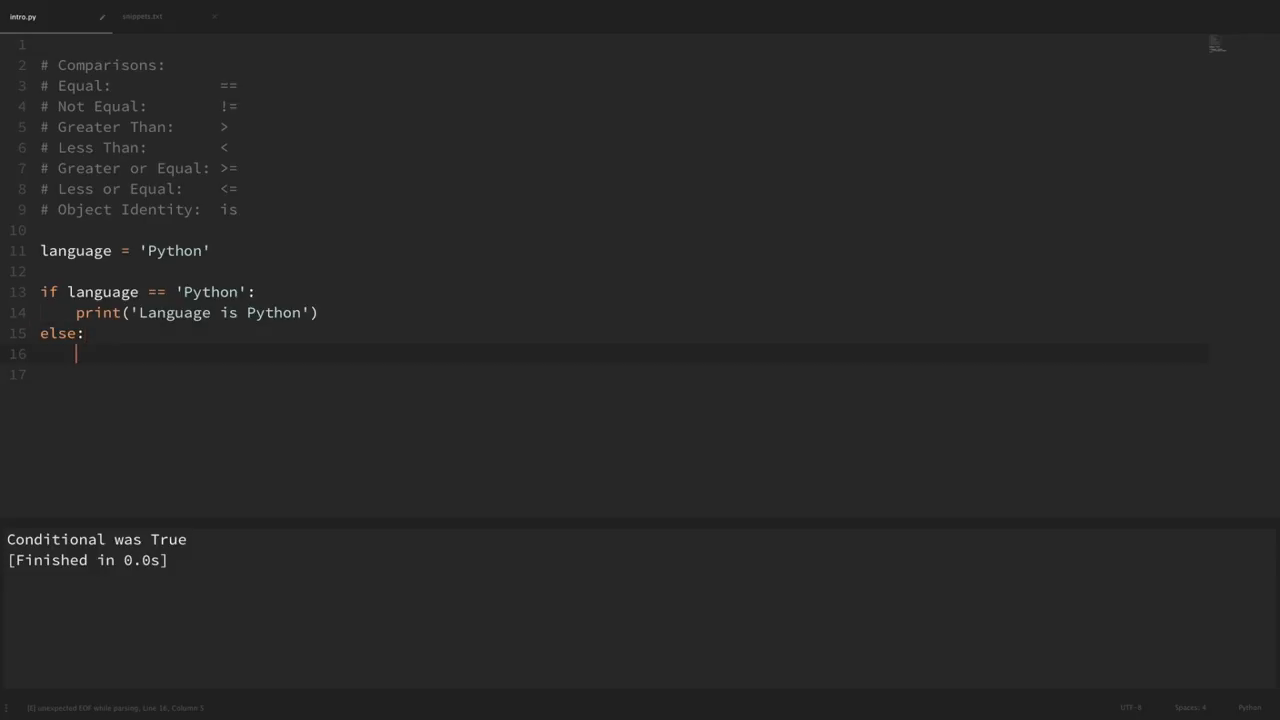 intro.py
snippets.txt
1
2 # Comparisons:
3 # Equal: ==
4 # Not Equal: !=
5 # Greater Than: >
6 # Less Than: <
7 # Greater or Equal: >=
8 # Less or Equal: <=
9 # Object Identity: is
10
11 language = 'Python'
12
13 if language == 'Python':
14 print('Language is Python')
15 else:
16
17
Conditional was True
[Finished in 0.0s]
[E] unexpected EOF while parsing, Line 16, Column 5
UTF-8
Spaces: 4
Python